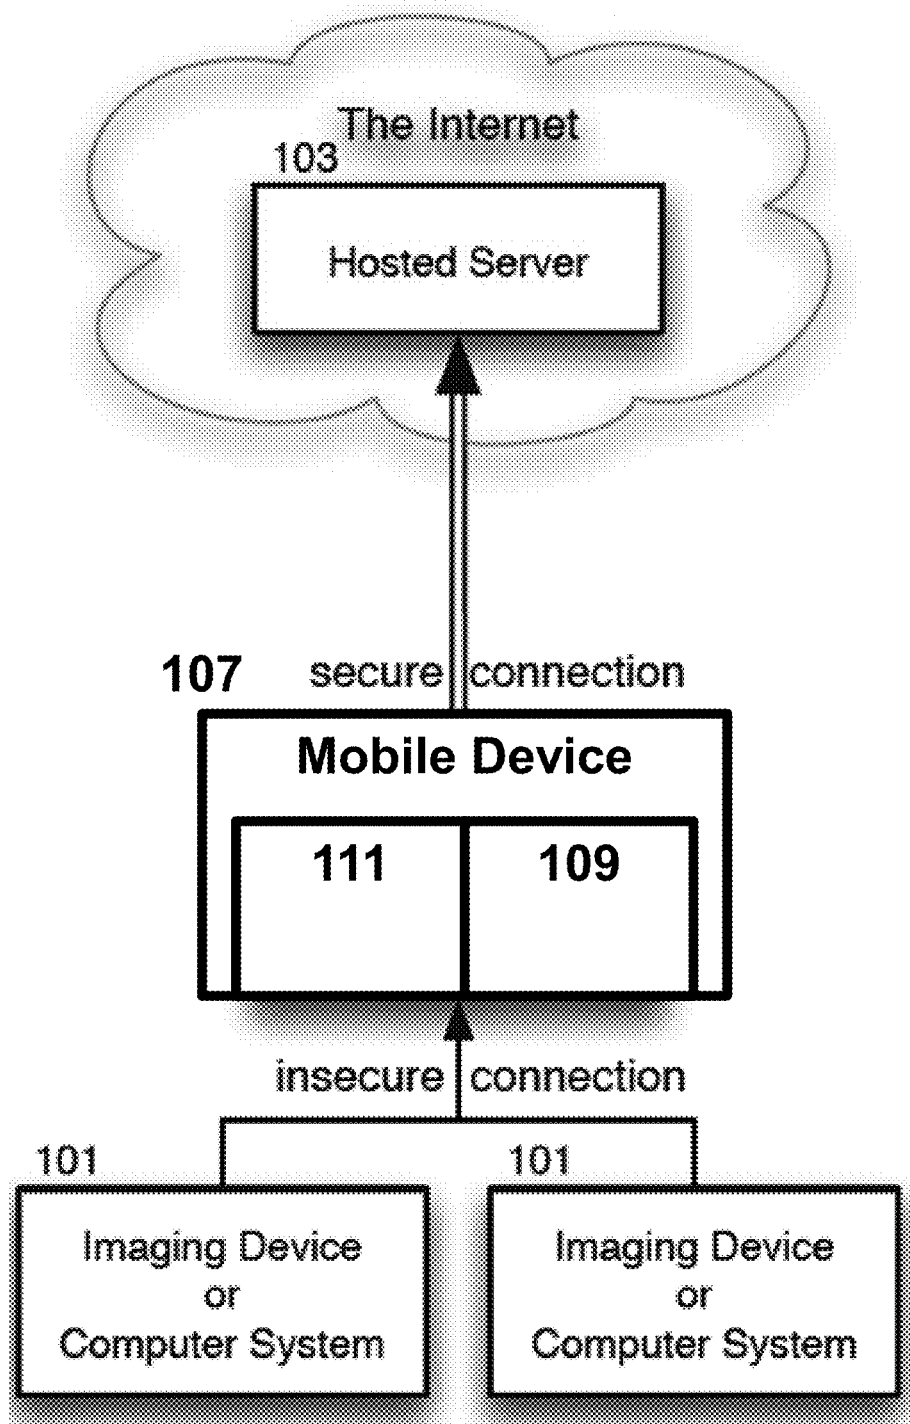 The Internet
103
Hosted Server
107
secure connection
Mobile Device
111 109
insecure connection
101 101
Imaging Device Imaging Device
or or
Computer System Computer System